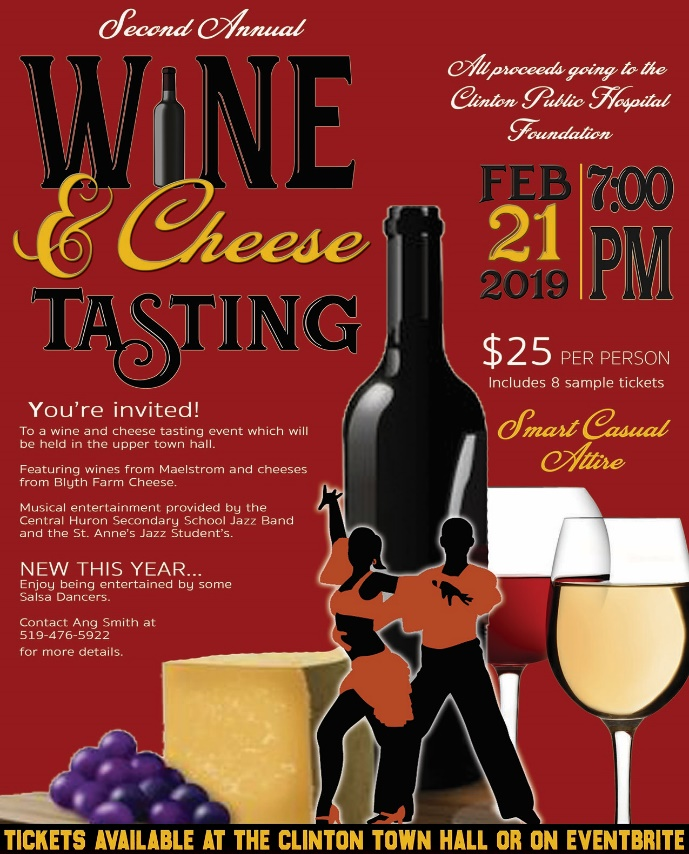 Second Annual
WINE
& Cheese
TASTING
All proceeds going to the
Clinton Public Hospital
Foundation
FEB
21
2019
7:00
PM
$25 PER PERSON
Includes 8 sample tickets
Smart Casual
Attire
You're invited!
To a wine and cheese tasting event which will
be held in the upper town hall.
Featuring wines from Maelstrom and cheeses
from Blyth Farm Cheese.
Musical entertainment provided by the
Central Huron Secondary School Jazz Band
and the St. Anne's Jazz Student's.
NEW THIS YEAR...
Enjoy being entertained by some
Salsa Dancers.
Contact Ang Smith at
519-476-5922
for more details.
TICKETS AVAILABLE AT THE CLINTON TOWN HALL OR ON EVENTBRITE